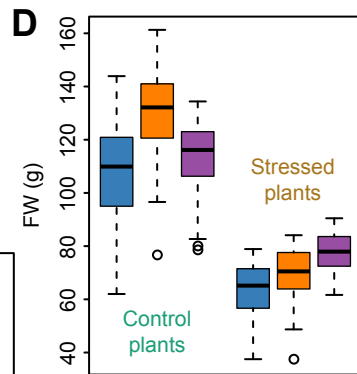 D
FW (g)
160
140
120
100
80
60
40
Stressed
plants
Control
plants